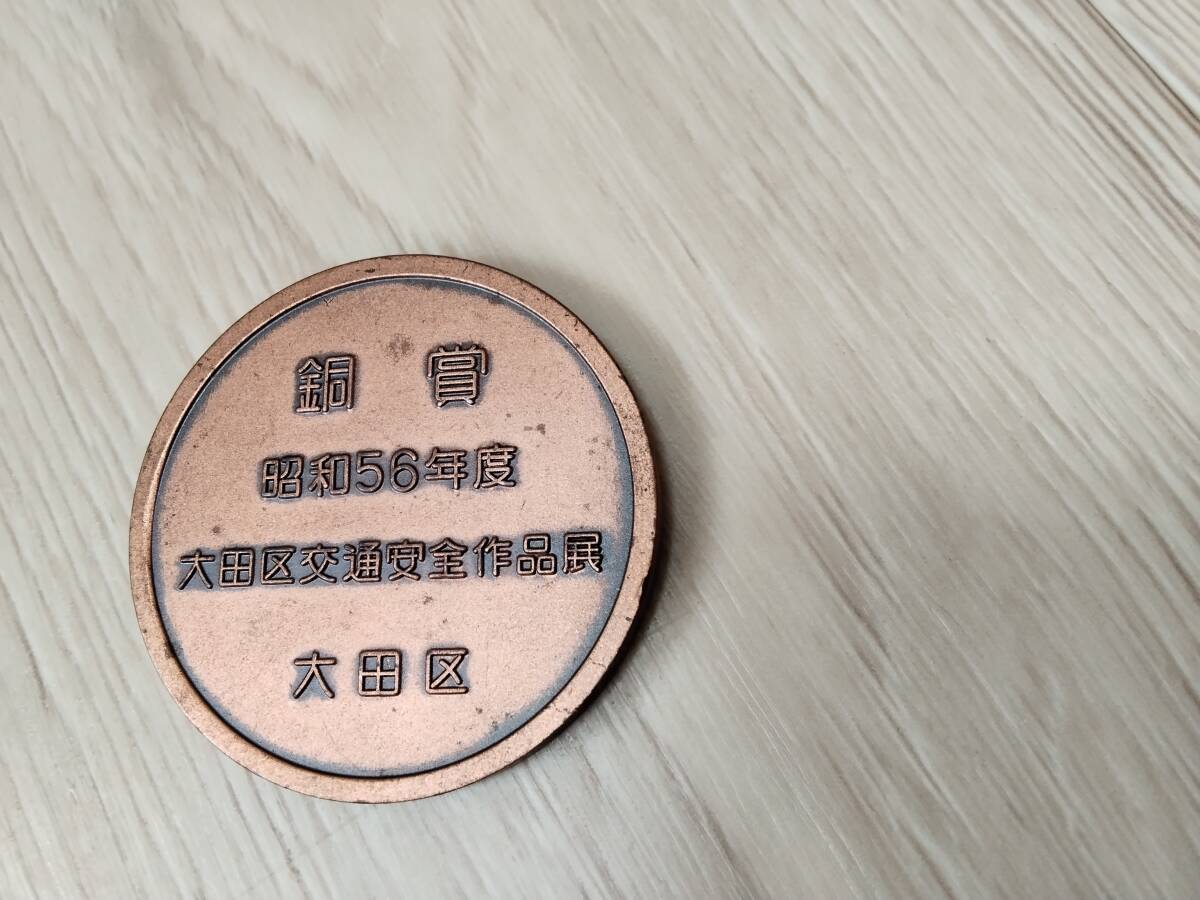 銅賞
昭和56年度
大田区交通安全作品展
大田区